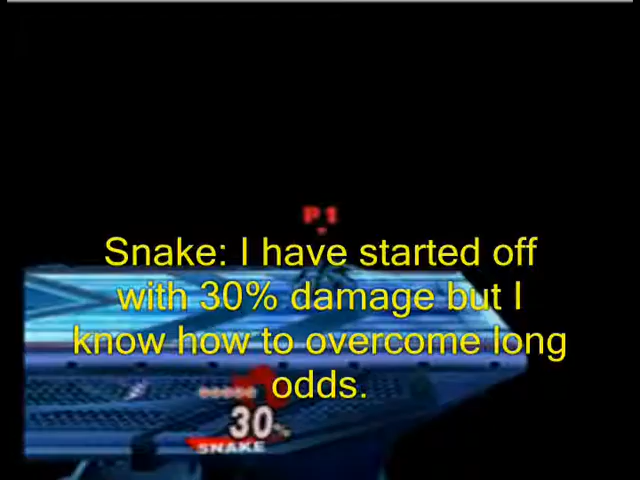 P1
Snake: I have started off
with 30% damage but I
know how to overcome long
odds.
30%
SNAKE